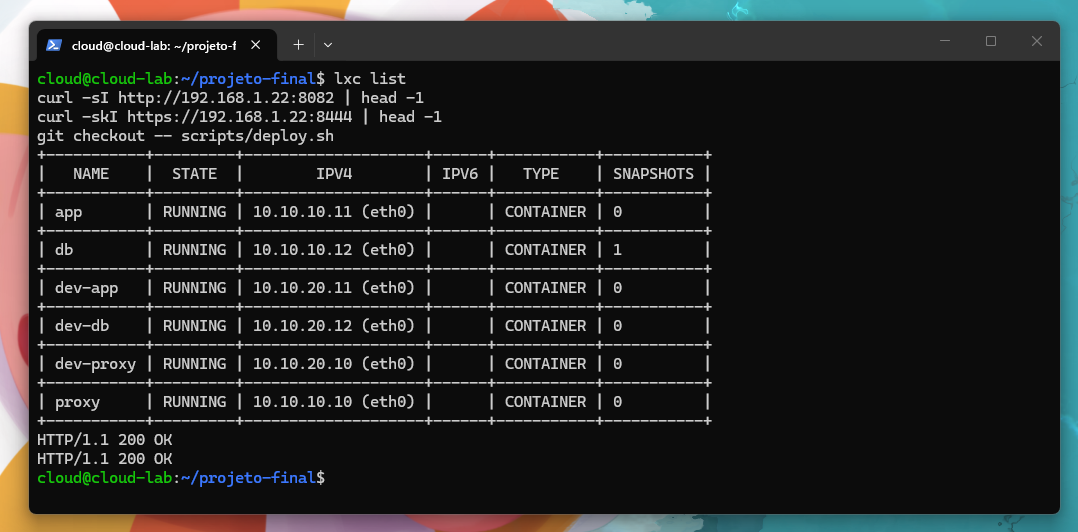 cloud@cloud-lab: ~/projeto-f
cloud@cloud-lab:~/projeto-final$ lxc list
curl -sI http://192.168.1.22:8082 | head -1
curl -skI https://192.168.1.22:8444 | head -1
git checkout -- scripts/deploy.sh
+-----------+---------+--------------------+------+-----------+-----------+
|   NAME    |  STATE  |        IPV4        | IPV6 |   TYPE    | SNAPSHOTS |
+-----------+---------+--------------------+------+-----------+-----------+
| app       | RUNNING | 10.10.10.11 (eth0) |      | CONTAINER | 0         |
+-----------+---------+--------------------+------+-----------+-----------+
| db        | RUNNING | 10.10.10.12 (eth0) |      | CONTAINER | 1         |
+-----------+---------+--------------------+------+-----------+-----------+
| dev-app   | RUNNING | 10.10.20.11 (eth0) |      | CONTAINER | 0         |
+-----------+---------+--------------------+------+-----------+-----------+
| dev-db    | RUNNING | 10.10.20.12 (eth0) |      | CONTAINER | 0         |
+-----------+---------+--------------------+------+-----------+-----------+
| dev-proxy | RUNNING | 10.10.20.10 (eth0) |      | CONTAINER | 0         |
+-----------+---------+--------------------+------+-----------+-----------+
| proxy     | RUNNING | 10.10.10.10 (eth0) |      | CONTAINER | 0         |
+-----------+---------+--------------------+------+-----------+-----------+
HTTP/1.1 200 OK
HTTP/1.1 200 OK
cloud@cloud-lab:~/projeto-final$